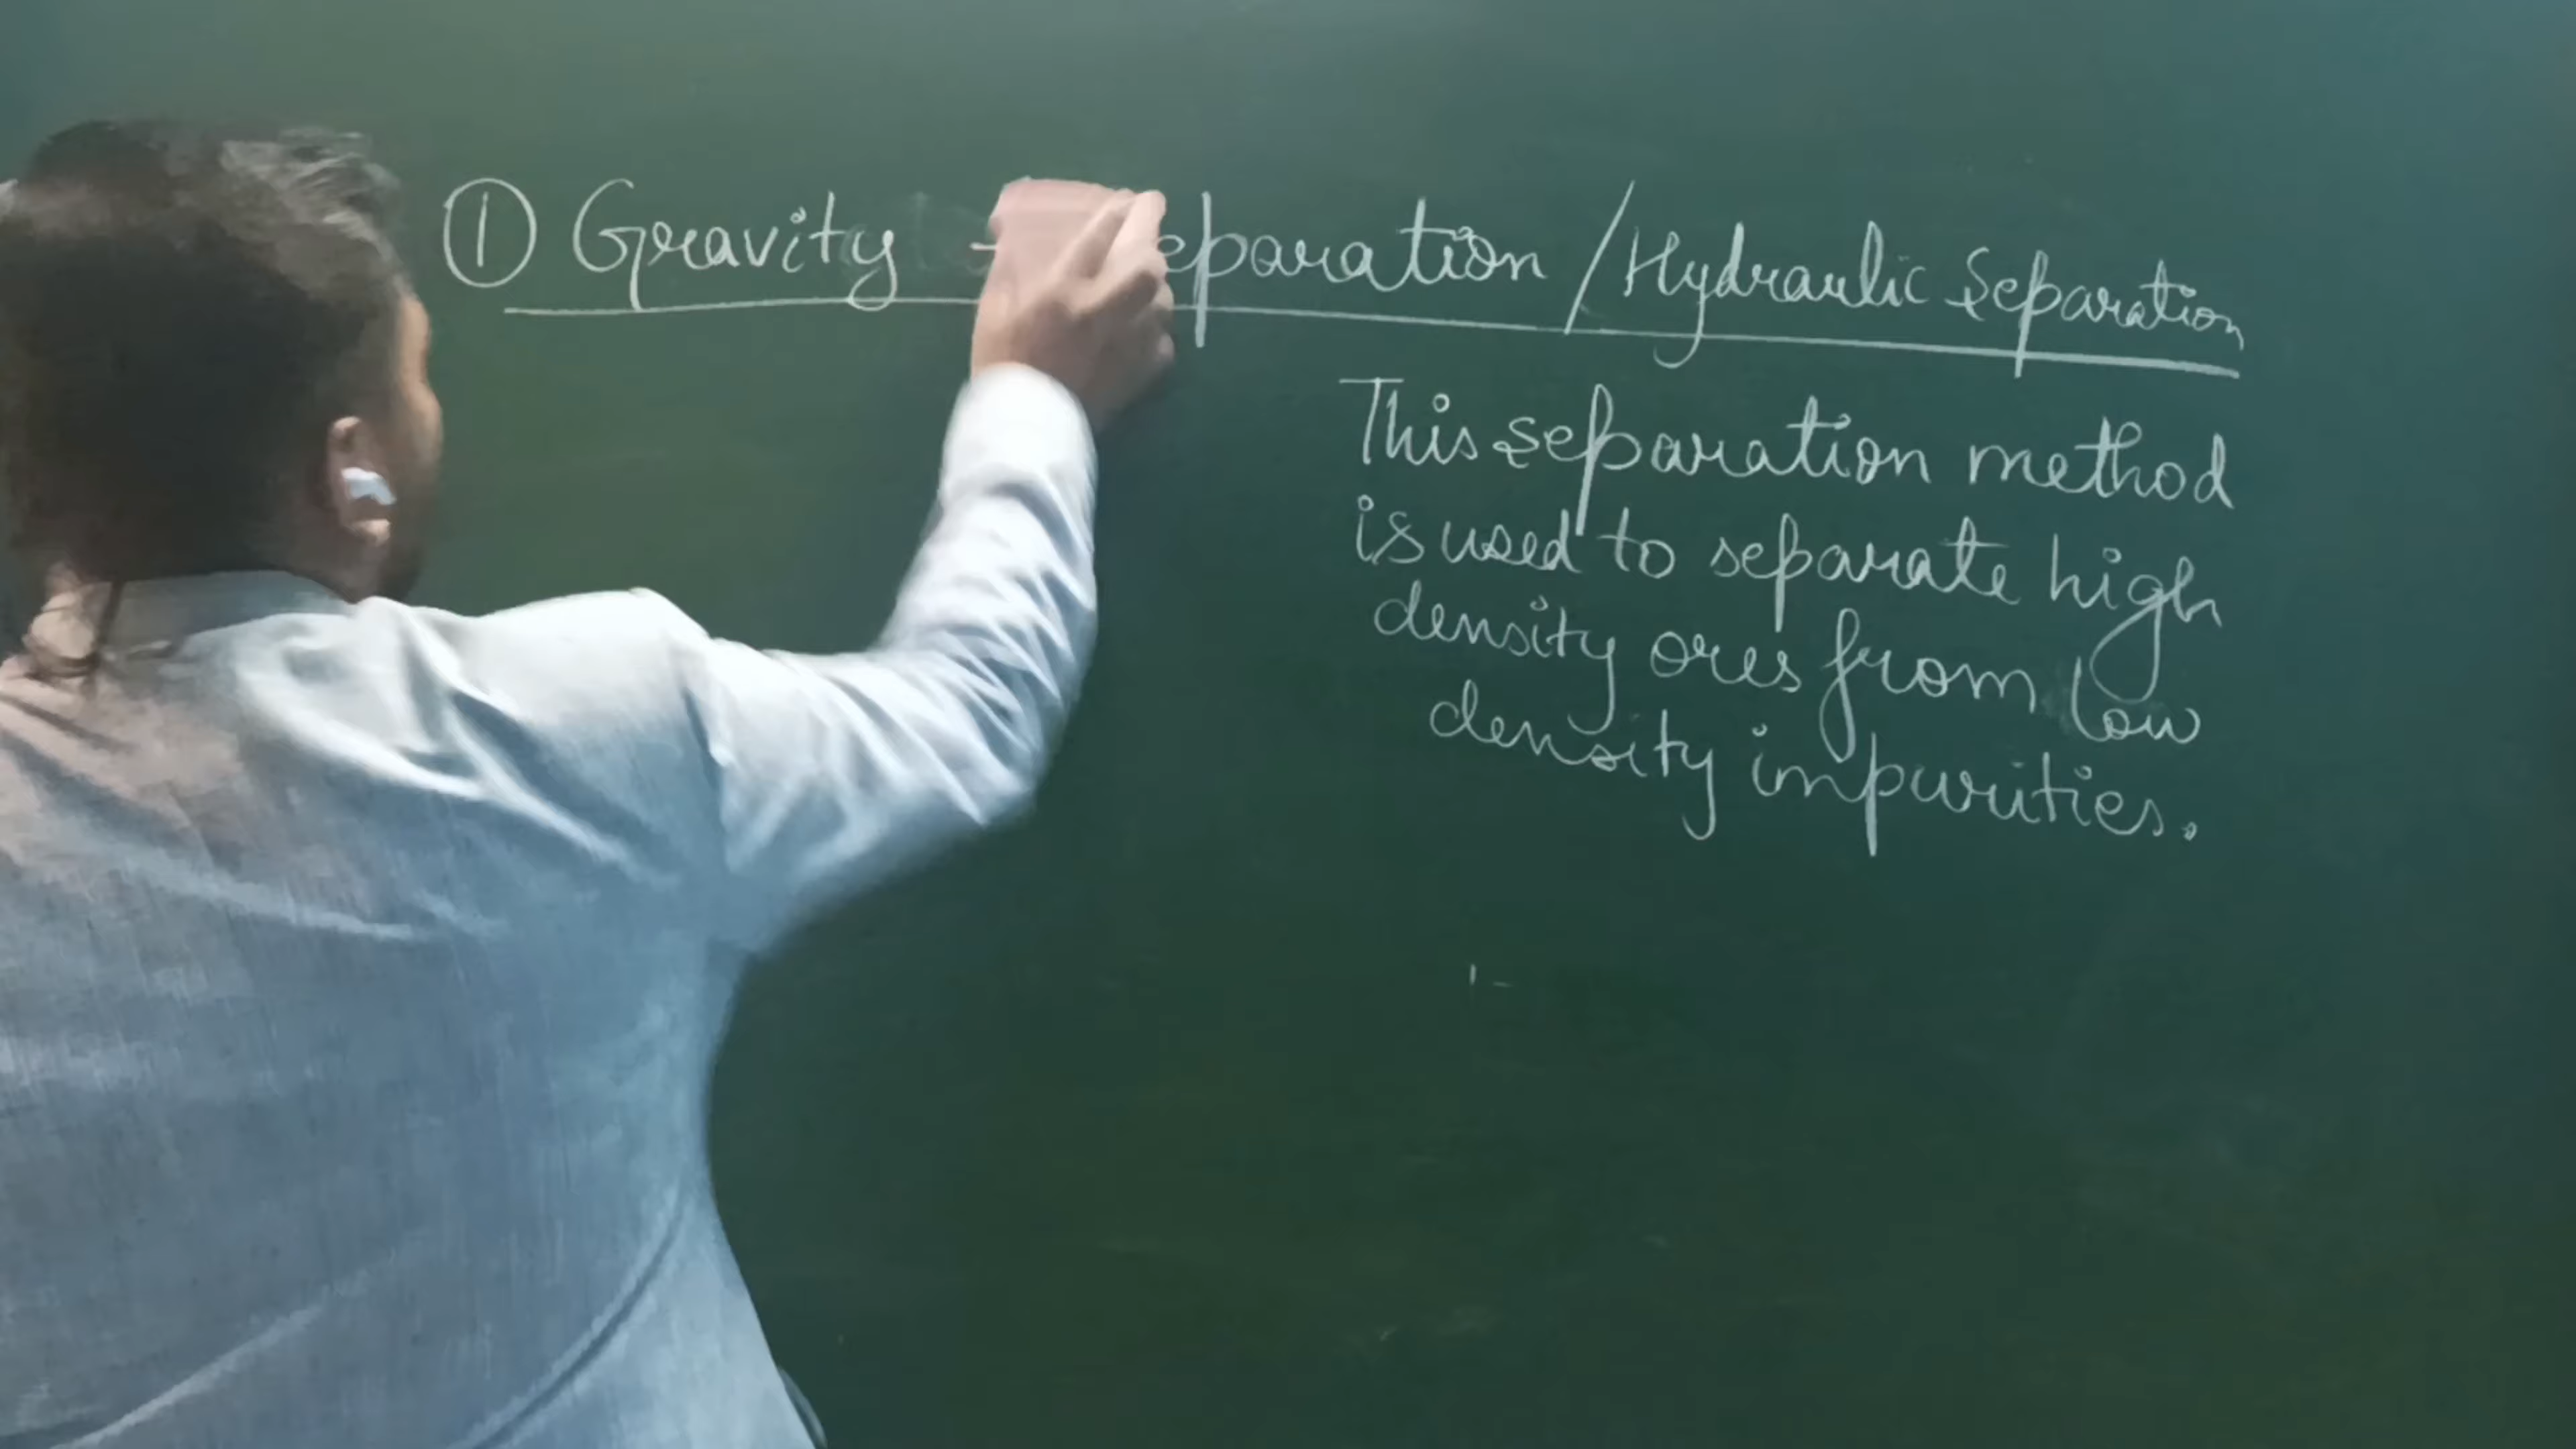 ① Gravity eparation / Hydraulic Separation
This separation method
is used to separate high
density ores from low
density impurities.